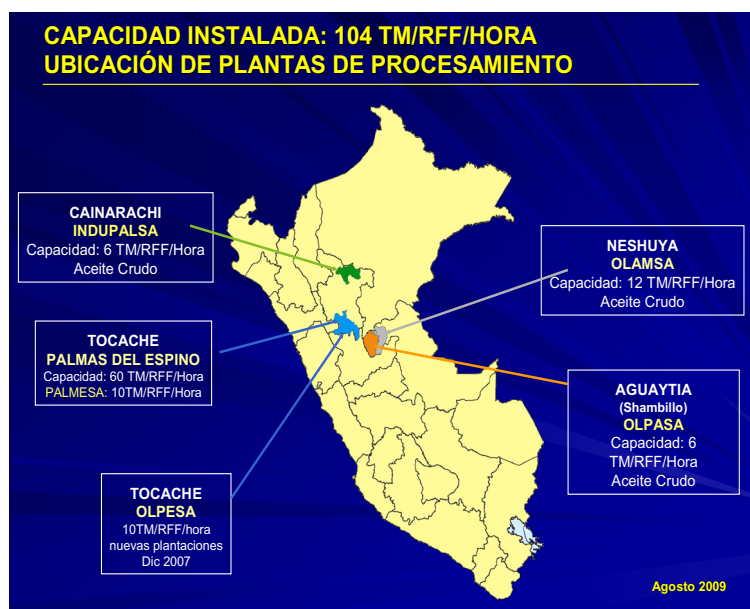 CAPACIDAD INSTALADA: 104 TM/RFF/HORA
UBICACIÓN DE PLANTAS DE PROCESAMIENTO
CAINARACHI
INDUPALSA
Capacidad: 6 TM/RFF/Hora
Aceite Crudo
NESHUYA
OLAMSA
Capacidad: 12 TM/RFF/Hora
Aceite Crudo
TOCACHE
PALMAS DEL ESPINO
Capacidad: 60 TM/RFF/Hora
PALMESA: 10TM/RFF/Hora
AGUAYTIA
(Shambillo)
OLPASA
Capacidad: 6
TM/RFF/Hora
Aceite Crudo
TOCACHE
OLPESA
10TM/RFF/hora
nuevas plantaciones
Dic 2007
Agosto 2009